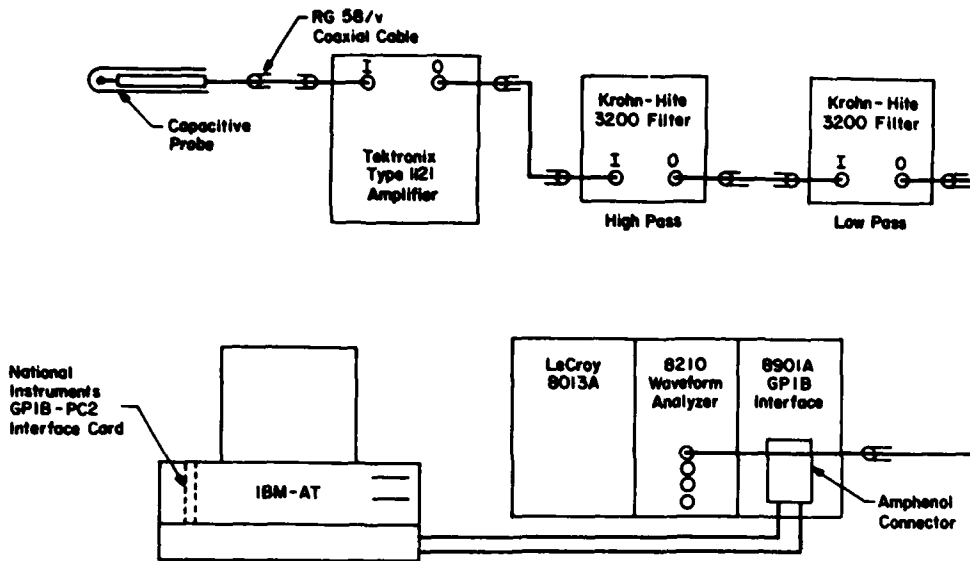 RG 58/v
Coaxial Cable
I O
Capacitive
Probe
Tektronix
Type 1121
Amplifier
Krohn-Hite
3200 Filter
I O
High Pass
Krohn-Hite
3200 Filter
I O
Low Pass
National
Instruments
GPIB-PC2
Interface Card
IBM-AT
LeCroy
8013A
8210
Waveform
Analyzer
8901A
GPIB
Interface
Amphenol
Connector